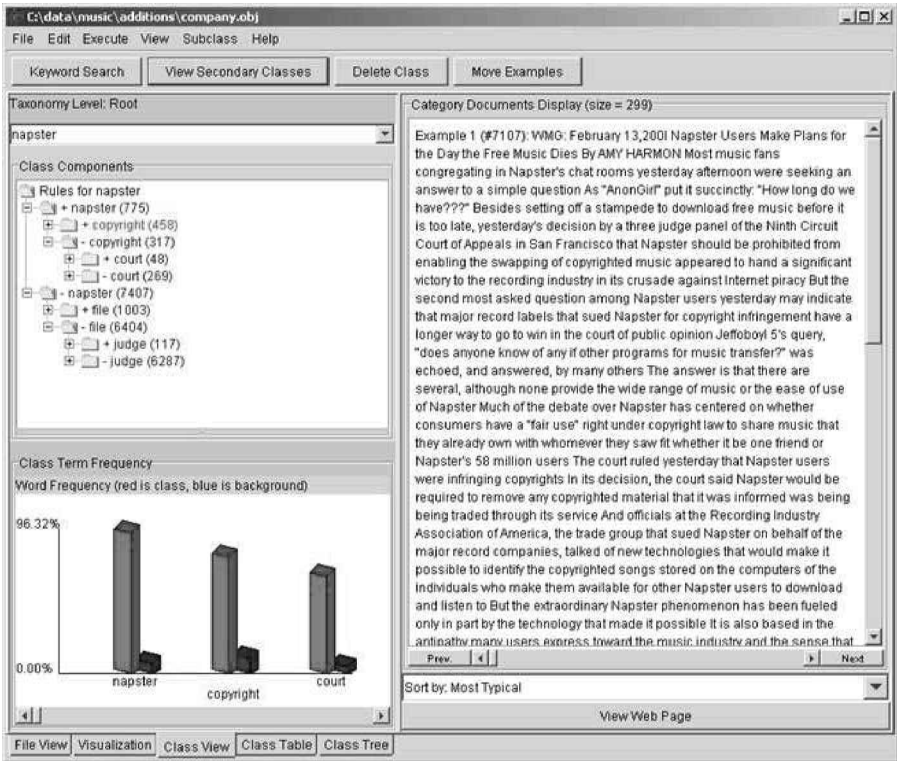 C:\data\music\additions\company.obj
File Edit Execute View Subclass Help
Keyword Search View Secondary Classes Delete Class Move Examples
Taxonomy Level: Root
napster
Class Components
Rules for napster
+ napster (775)
+ copyright (458)
- copyright (317)
+ court (48)
- court (269)
- napster (7407)
+ file (1003)
- file (6404)
+ judge (117)
- judge (6287)
Class Term Frequency
Word Frequency (red is class, blue is background)
96.32%
0.00%
napster
copyright
court
Category Documents Display (size = 299)
Example 1 (#7107): WMG: February 13,200l Napster Users Make Plans for
the Day the Free Music Dies By AMY HARMON Most music fans
congregating in Napster's chat rooms yesterday afternoon were seeking an
answer to a simple question As "AnonGirl" put it succinctly: "How long do we
have???" Besides setting off a stampede to download free music before it
is too late, yesterday's decision by a three judge panel of the Ninth Circuit
Court of Appeals in San Francisco that Napster should be prohibited from
enabling the swapping of copyrighted music appeared to hand a significant
victory to the recording industry in its crusade against Internet piracy But the
second most asked question among Napster users yesterday may indicate
that major record labels that sued Napster for copyright infringement have a
longer way to go to win in the court of public opinion Jeffoboyl 5's query,
"does anyone know of any if other programs for music transfer?" was
echoed, and answered, by many others The answer is that there are
several, although none provide the wide range of music or the ease of use
of Napster Much of the debate over Napster has centered on whether
consumers have a "fair use" right under copyright law to share music that
they already own with whomever they saw fit whether it be one friend or
Napster's 58 million users The court ruled yesterday that Napster users
were infringing copyrights In its decision, the court said Napster would be
required to remove any copyrighted material that it was informed was being
being traded through its service And officials at the Recording Industry
Association of America, the trade group that sued Napster on behalf of the
major record companies, talked of new technologies that would make it
possible to identify the copyrighted songs stored on the computers of the
individuals who make them available for other Napster users to download
and listen to But the extraordinary Napster phenomenon has been fueled
only in part by the technology that made it possible It is also based in the
antipathy many users express toward the music industry and the sense that
Prev. Next
Sort by: Most Typical
View Web Page
File View Visualization Class View Class Table Class Tree